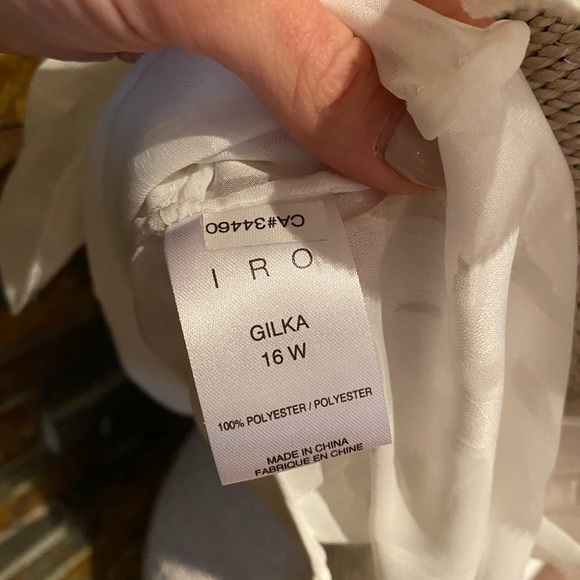 CA#34460
I R O
GILKA
16 W
100% POLYESTER / POLYESTER
MADE IN CHINA
FABRIQUE EN CHINE